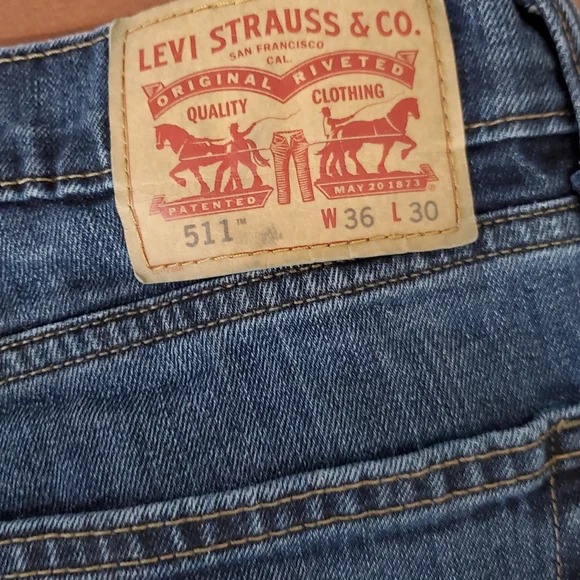 LEVI STRAUSS & CO.
SAN FRANCISCO
CAL.
ORIGINAL RIVETED
QUALITY CLOTHING
PATENTED MAY 20 1873
511™ W 36 L 30